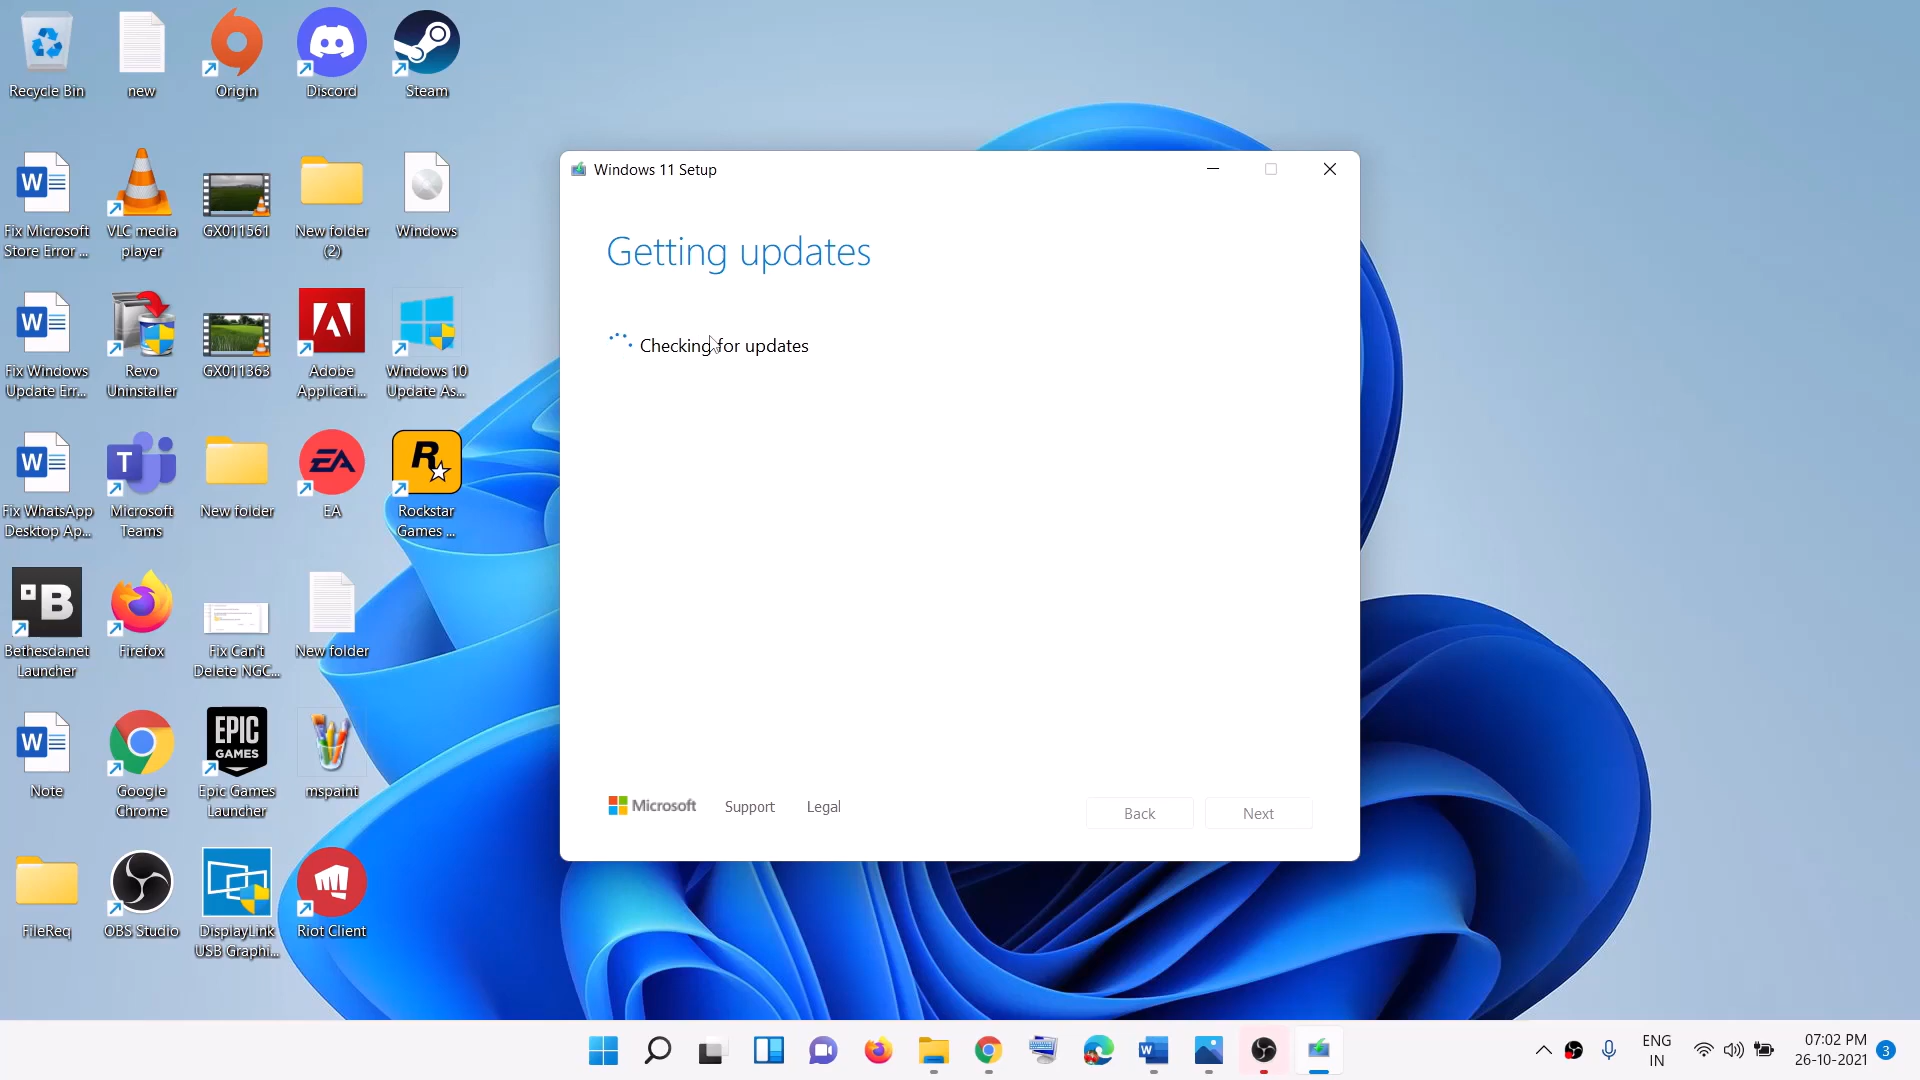 Recycle Bin
new
Origin
Discord
Steam
Fix Microsoft
Store Error ...
VLC media
player
GX011561
New folder
(2)
Windows
Fix Windows
Update Err...
Revo
Uninstaller
GX011363
Adobe
Applicati...
Windows 10
Update As...
Fix WhatsApp
Desktop Ap...
T
Microsoft
Teams
New folder
EA
EA
R
Rockstar
Games ...
B
Bethesda.net
Launcher
Firefox
Fix Can't
Delete NGC...
New folder
W
Note
Google
Chrome
EPIC
GAMES
Epic Games
Launcher
mspaint
FileReq
OBS Studio
DisplayLink
USB Graphi...
Riot Client
Windows 11 Setup
Getting updates
Checking for updates
Microsoft
Support
Legal
Back
Next
ENG
IN
07:02 PM
26-10-2021
3